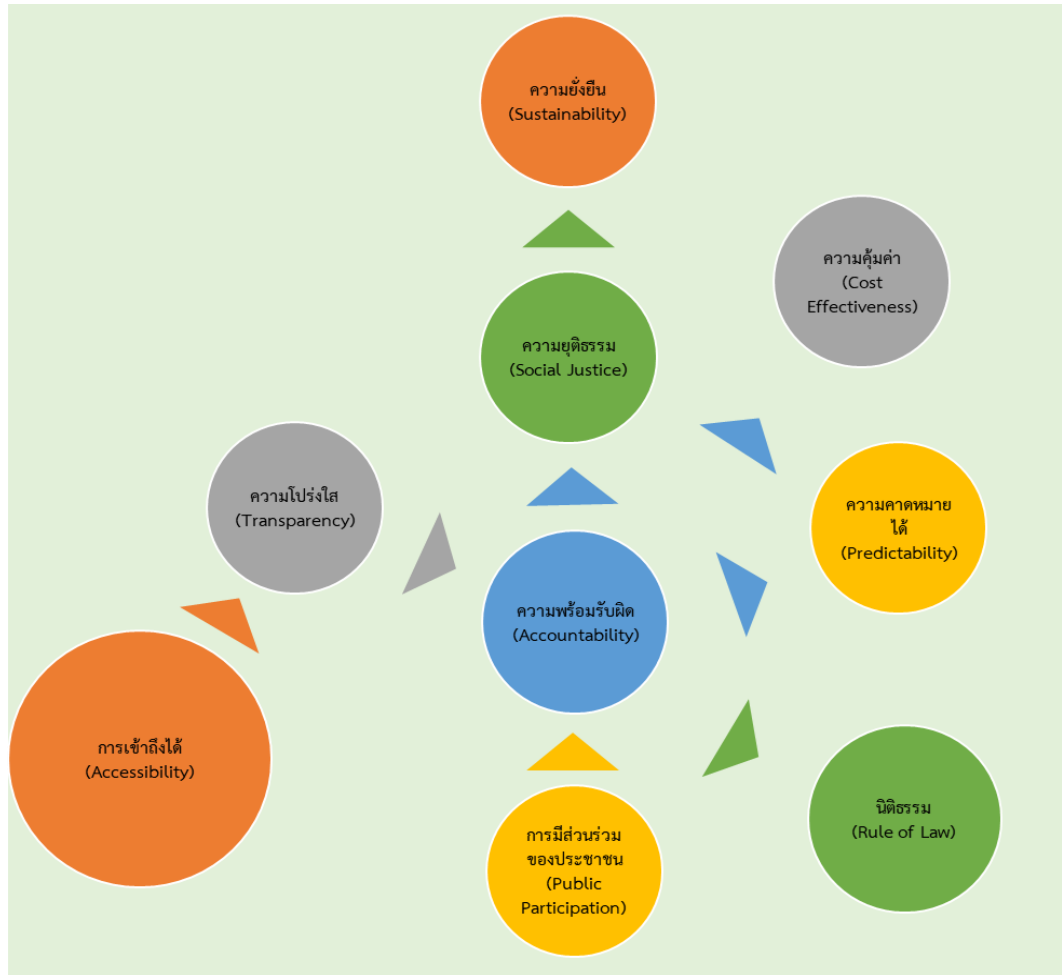 ความยั่งยืน
(Sustainability)
ความคุ้มค่า
(Cost
Effectiveness)
ความยุติธรรม
(Social Justice)
ความโปร่งใส
(Transparency)
ความคาดหมาย
ได้
(Predictability)
ความพร้อมรับผิด
(Accountability)
การเข้าถึงได้
(Accessibility)
นิติธรรม
(Rule of Law)
การมีส่วนร่วม
ของประชาชน
(Public
Participation)